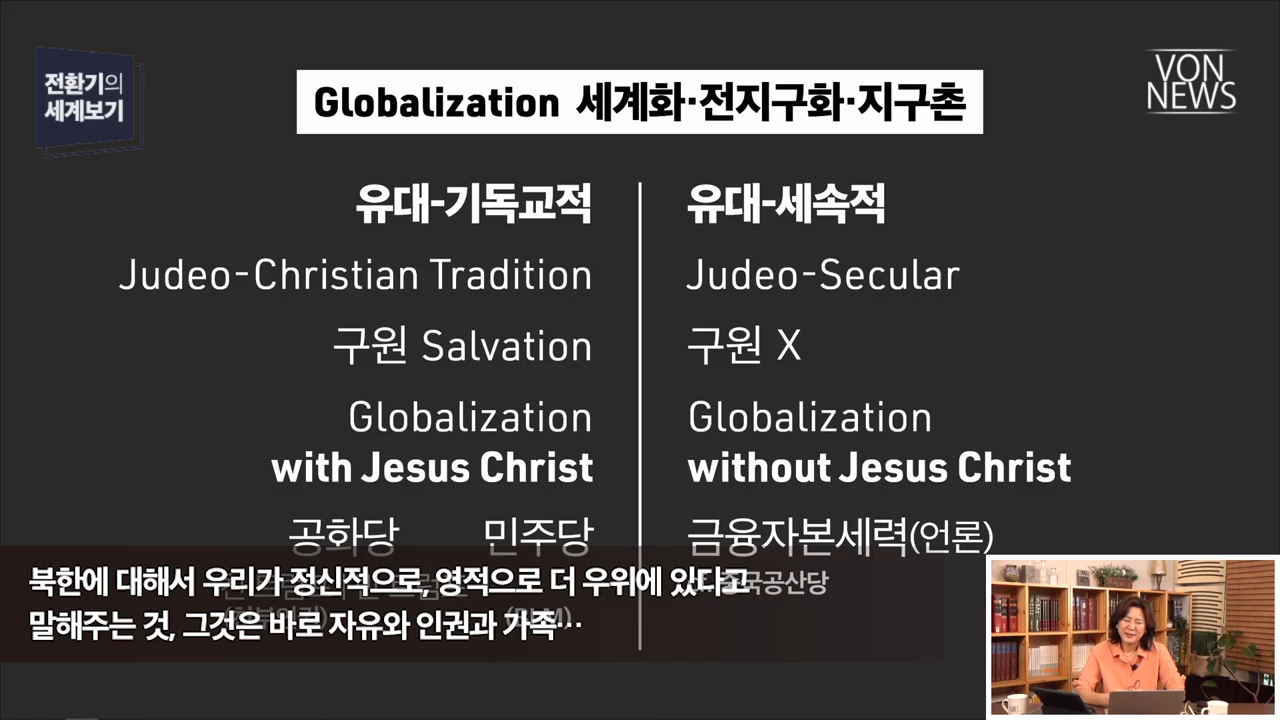 전환기의
세계보기
Globalization 세계화·전지구화·지구촌
VON
NEWS
유대-기독교적
Judeo-Christian Tradition
구원 Salvation
Globalization
with Jesus Christ
공화당 민주당
유대-세속적
Judeo-Secular
구원 X
Globalization
without Jesus Christ
금융자본세력(언론)
중국공산당
북한에 대해서 우리가 정신적으로, 영적으로 더 우위에 있다고
말해주는 것, 그것은 바로 자유와 인권과 가족…